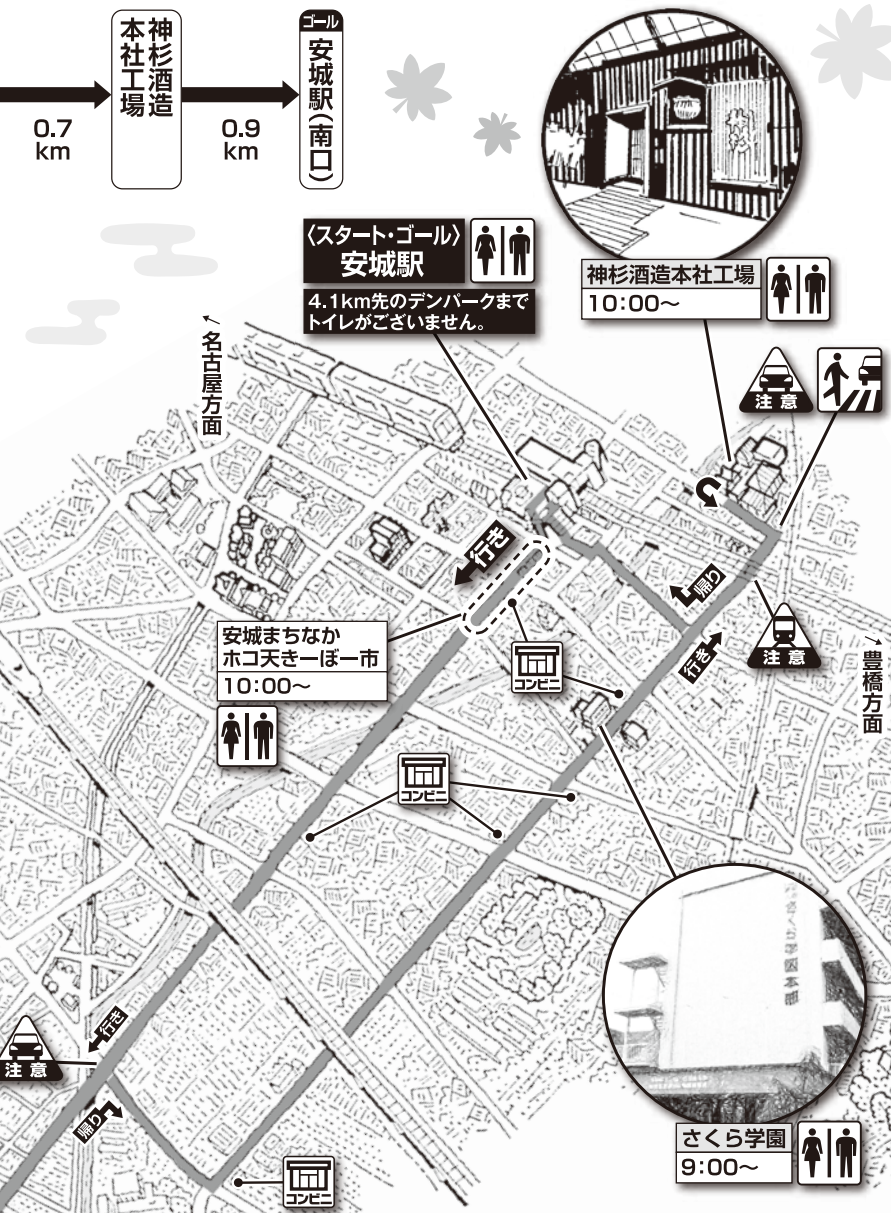 神杉酒造
本社工場
ゴール
安城駅(南口)
0.7
km
0.9
km
〈スタート・ゴール〉
安城駅
4.1km先のデンパークまで
トイレがございません。
神杉酒造本社工場
10:00〜
注意
←名古屋方面
行き
帰り
行き
注意
→豊橋方面
安城まちなか
ホコ天きーぼー市
10:00〜
コンビニ
コンビニ
行き
注意
帰り
コンビニ
さくら学園
9:00〜